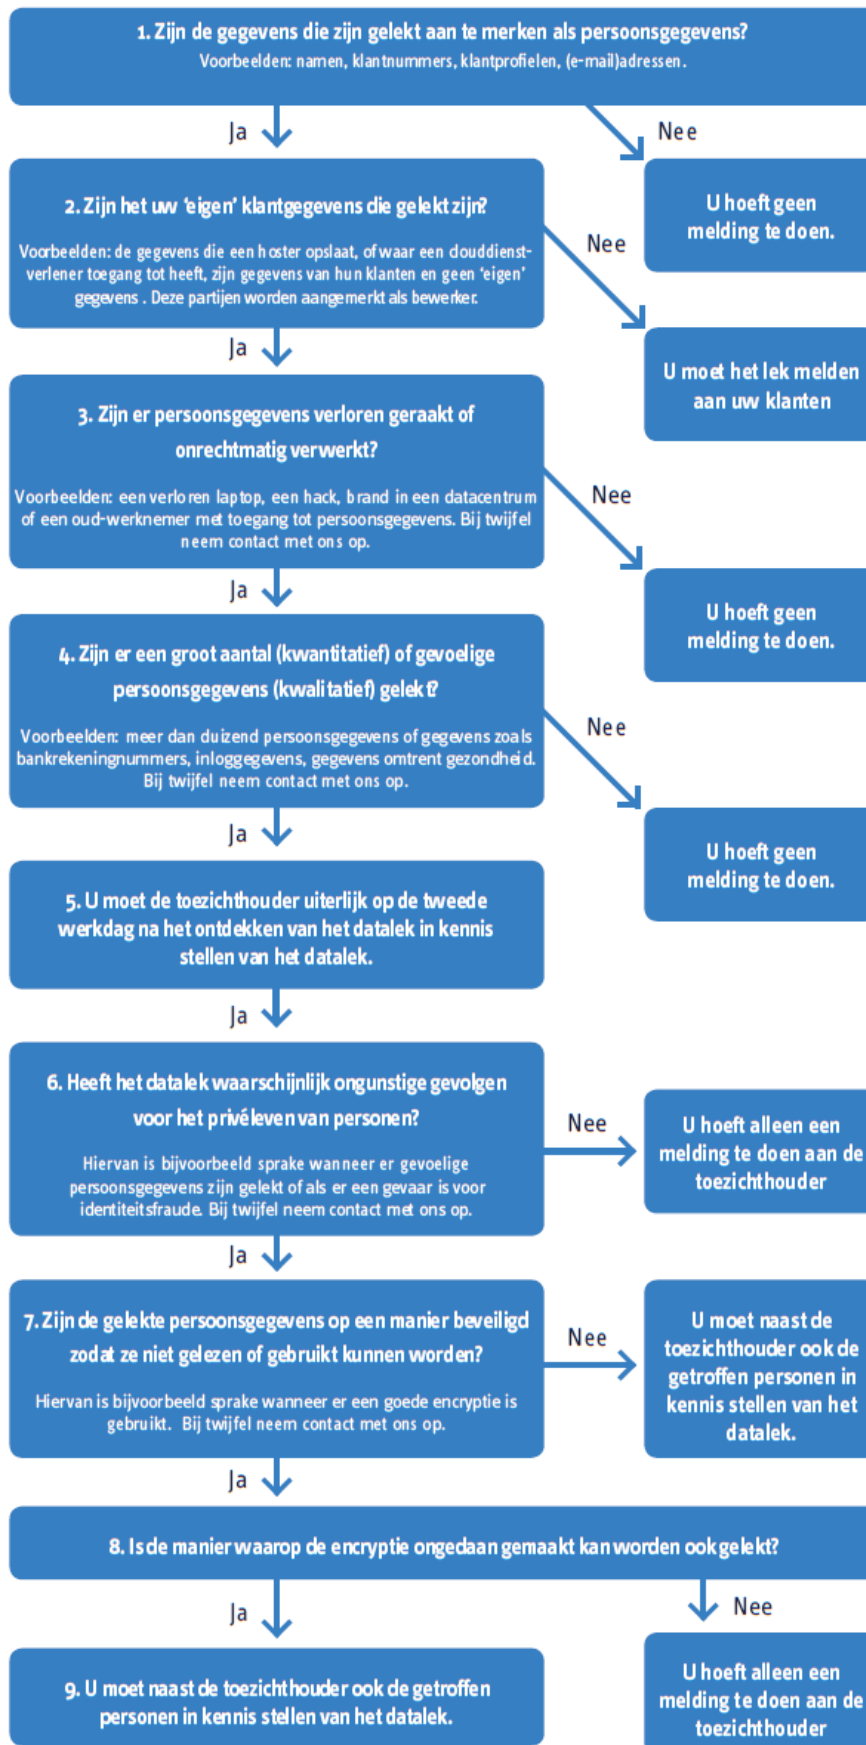 1. Zijn de gegevens die zijn gelekt aan te merken als persoonsgegevens?
Voorbeelden: namen, klantnummers, klantprofielen, (e-mail)adressen.
Ja
Nee
2. Zijn het uw ‘eigen’ klantgegevens die gelekt zijn?
Voorbeelden: de gegevens die een hoster opslaat, of waar een clouddienst-
verlener toegang tot heeft, zijn gegevens van hun klanten en geen ‘eigen’
gegevens . Deze partijen worden aangemerkt als bewerker.
U hoeft geen
melding te doen.
Nee
Ja
U moet het lek melden
aan uw klanten
3. Zijn er persoonsgegevens verloren geraakt of
onrechtmatig verwerkt?
Voorbeelden: een verloren laptop, een hack, brand in een datacentrum
of een oud-werknemer met toegang tot persoonsgegevens. Bij twijfel
neem contact met ons op.
Nee
Ja
U hoeft geen
melding te doen.
4. Zijn er een groot aantal (kwantitatief) of gevoelige
persoonsgegevens (kwalitatief) gelekt?
Voorbeelden: meer dan duizend persoonsgegevens of gegevens zoals
bankrekeningnummers, inloggegevens, gegevens omtrent gezondheid.
Bij twijfel neem contact met ons op.
Nee
Ja
U hoeft geen
melding te doen.
5. U moet de toezichthouder uiterlijk op de tweede
werkdag na het ontdekken van het datalek in kennis
stellen van het datalek.
Ja
6. Heeft het datalek waarschijnlijk ongunstige gevolgen
voor het privéleven van personen?
Hiervan is bijvoorbeeld sprake wanneer er gevoelige
persoonsgegevens zijn gelekt of als er een gevaar is voor
identiteitsfraude. Bij twijfel neem contact met ons op.
Nee
U hoeft alleen een
melding te doen aan de
toezichthouder
Ja
7. Zijn de gelekte persoonsgegevens op een manier beveiligd
zodat ze niet gelezen of gebruikt kunnen worden?
Hiervan is bijvoorbeeld sprake wanneer er een goede encryptie is
gebruikt. Bij twijfel neem contact met ons op.
Nee
U moet naast de
toezichthouder ook de
getroffen personen in
kennis stellen van het
datalek.
Ja
8. Is de manier waarop de encryptie ongedaan gemaakt kan worden ook gelekt?
Ja
Nee
9. U moet naast de toezichthouder ook de getroffen
personen in kennis stellen van het datalek.
U hoeft alleen een
melding te doen aan de
toezichthouder